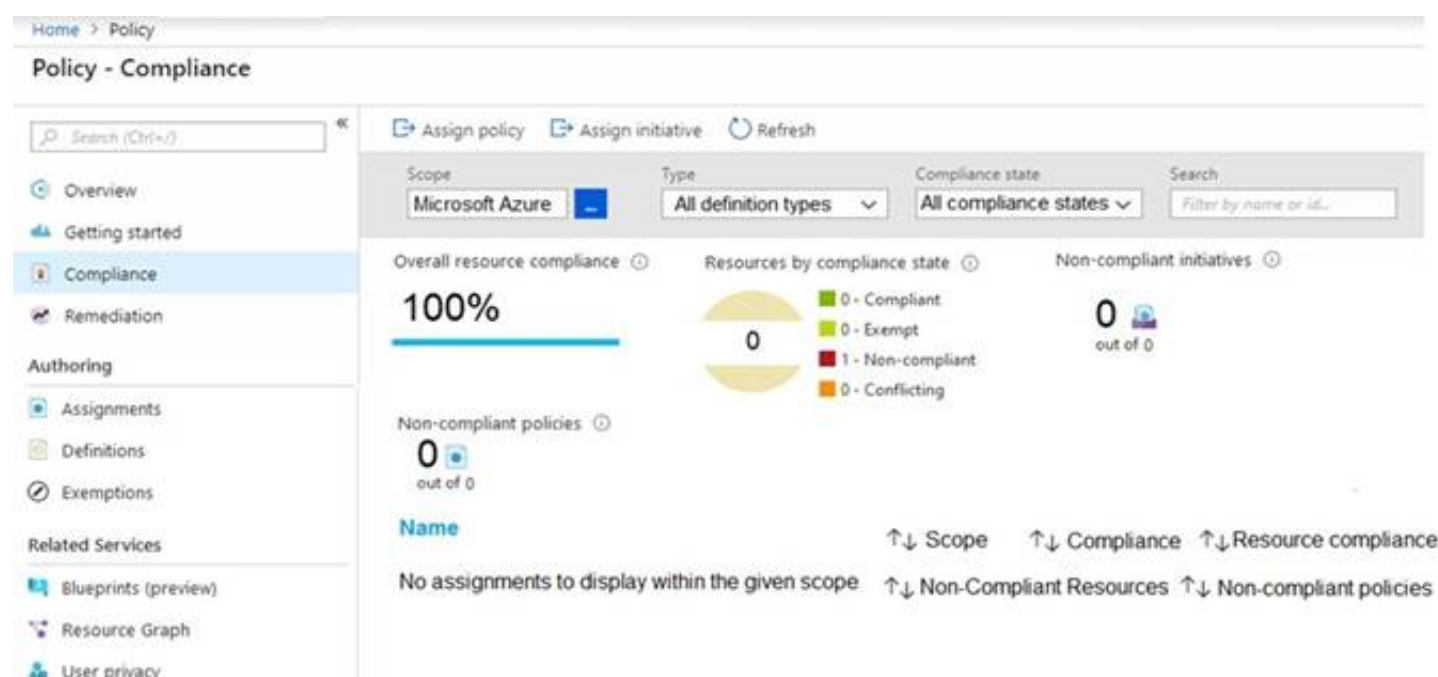 Home > Policy
Policy - Compliance
Search (Ctrl+/)
«
Assign policy
Assign initiative
Refresh
Overview
Getting started
Compliance
Remediation
Authoring
Assignments
Definitions
Exemptions
Related Services
Blueprints (preview)
Resource Graph
User privacy
Scope
Microsoft Azure
...
Type
All definition types
Compliance state
All compliance states
Search
Filter by name or id...
Overall resource compliance
100%
Resources by compliance state
0
0 - Compliant
0 - Exempt
1 - Non-compliant
0 - Conflicting
Non-compliant initiatives
0
out of 0
Non-compliant policies
0
out of 0
Name
↑↓ Scope
↑↓ Compliance
↑↓ Resource compliance
No assignments to display within the given scope
↑↓ Non-Compliant Resources
↑↓ Non-compliant policies